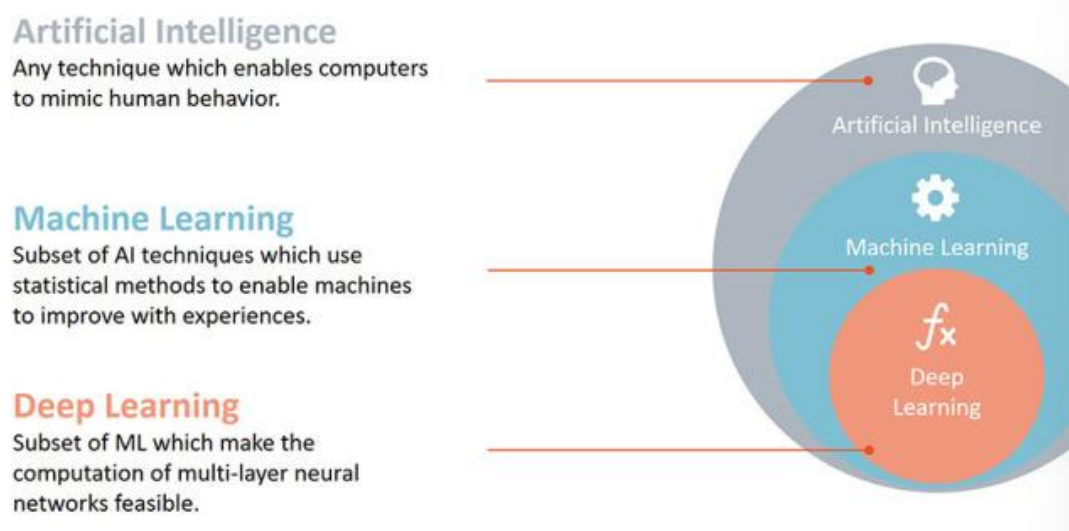 Artificial Intelligence
Any technique which enables computers
to mimic human behavior.
Machine Learning
Subset of AI techniques which use
statistical methods to enable machines
to improve with experiences.
Deep Learning
Subset of ML which make the
computation of multi-layer neural
networks feasible.
Artificial Intelligence
Machine Learning
fx
Deep
Learning